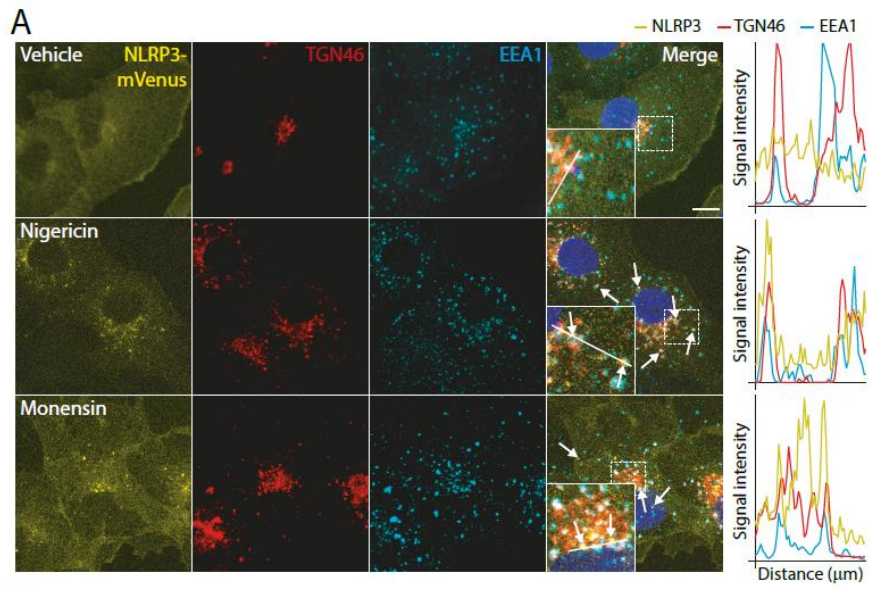 A
NLRP3 TGN46 EEA1
Vehicle NLRP3-
mVenus
TGN46
EEA1
Merge
Signal intensity
Nigericin
Signal intensity
Monensin
Signal intensity
Distance (µm)